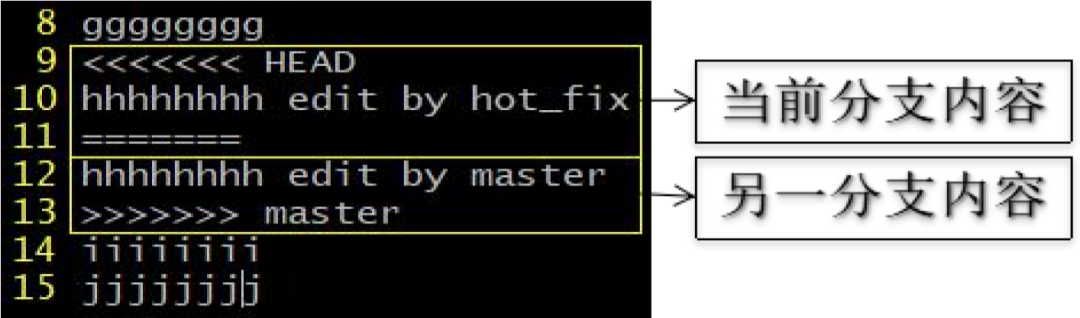 8 gggggggg
9 <<<<<<< HEAD
10 hhhhhhhh edit by hot_fix
11 =======
当前分支内容
12 hhhhhhhh edit by master
13 >>>>>>> master
另一分支内容
14 iiiiiiii
15 jjjjjjjj